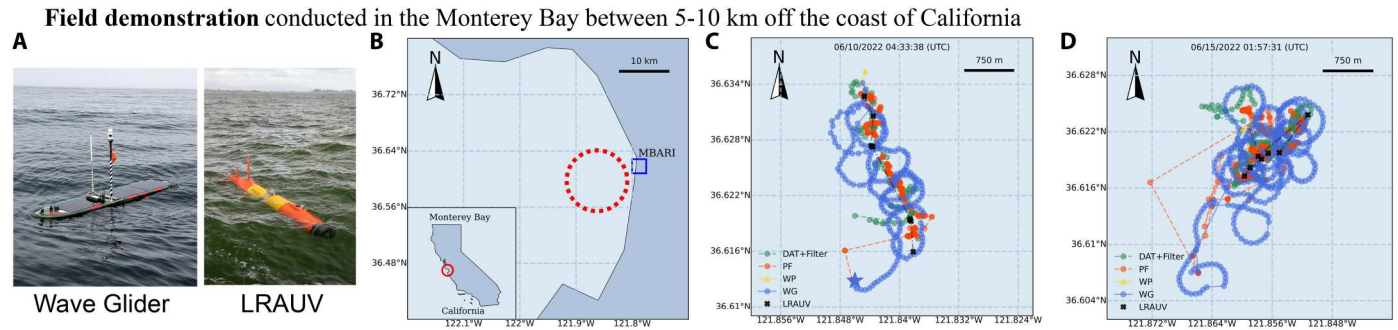 Field demonstration conducted in the Monterey Bay between 5-10 km off the coast of California
A
Wave Glider
LRAUV
B
N
10 km
36.72°N
36.64°N
36.56°N
36.48°N
MBARI
Monterey Bay
California
122.1°W
122°W
121.9°W
121.8°W
C
06/10/2022 04:33:38 (UTC)
N
750 m
36.634°N
36.628°N
36.622°N
36.616°N
36.61°N
DAT+Filter
PF
WP
WG
LRAUV
121.856°W
121.848°W
121.84°W
121.832°W
121.824°W
D
06/15/2022 01:57:31 (UTC)
N
750 m
36.628°N
36.622°N
36.616°N
36.61°N
36.604°N
DAT+Filter
PF
WP
WG
LRAUV
121.872°W
121.864°W
121.856°W
121.848°W